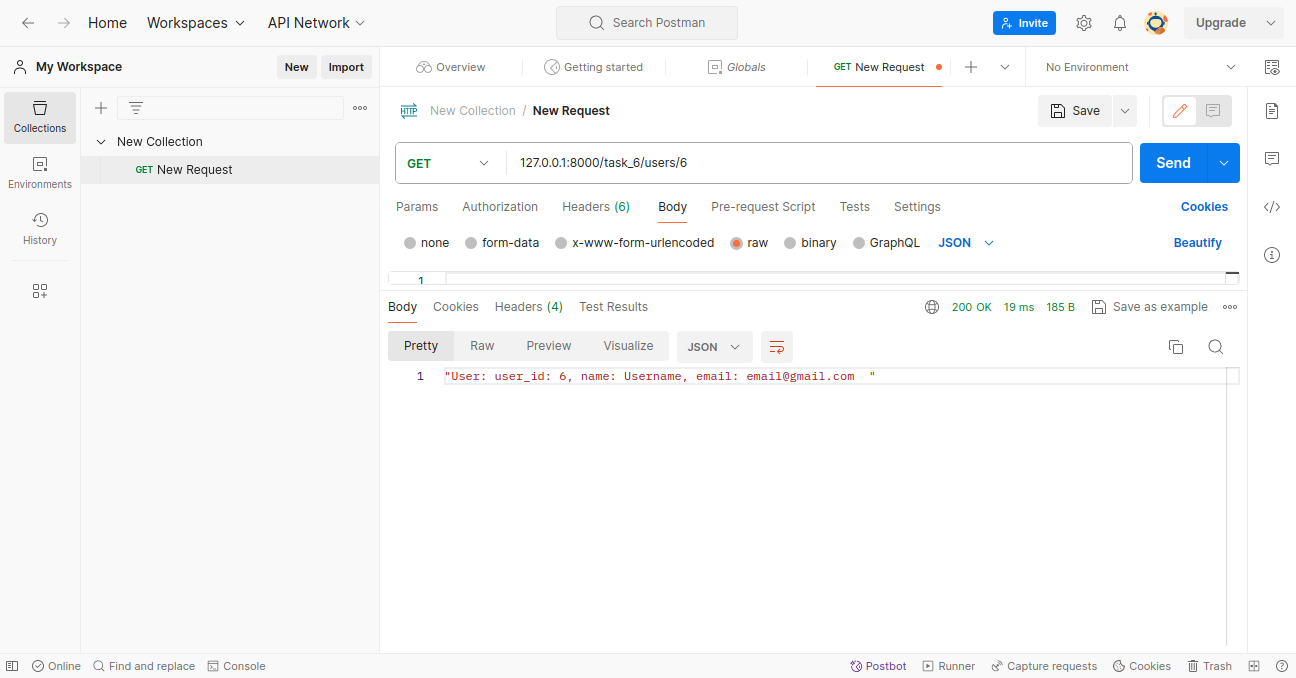 Home Workspaces API Network Search Postman Invite Upgrade
My Workspace New Import Overview Getting started Globals GET New Request No Environment
Collections
Environments
History
New Collection
GET New Request
New Collection / New Request Save
GET 127.0.0.1:8000/task_6/users/6 Send
Params Authorization Headers (6) Body Pre-request Script Tests Settings Cookies
none form-data x-www-form-urlencoded raw binary GraphQL JSON Beautify
1
Body Cookies Headers (4) Test Results 200 OK 19 ms 185 B Save as example
Pretty Raw Preview Visualize JSON
1 "User: user_id: 6, name: Username, email: email@gmail.com  "
Online Find and replace Console Postbot Runner Capture requests Cookies Trash